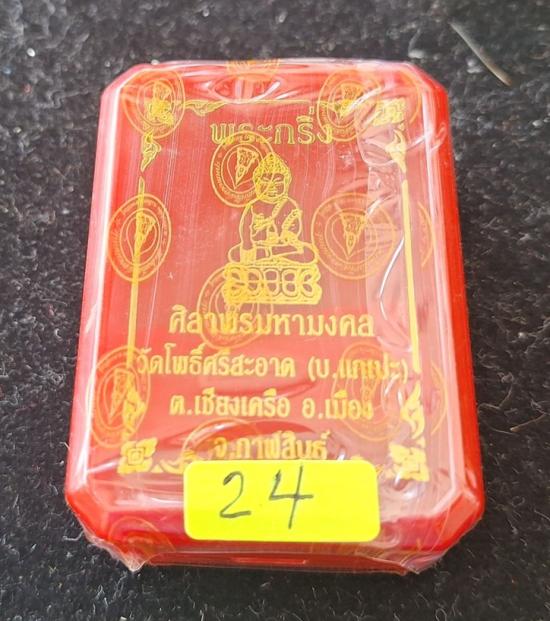 พระกริ่ง
ศิลาพรมหามงคล
วัดโพธิ์ศรีสะอาด (บ.แกเปะ)
ต.เชียงเครือ อ.เมือง
จ.กาฬสินธุ์
24